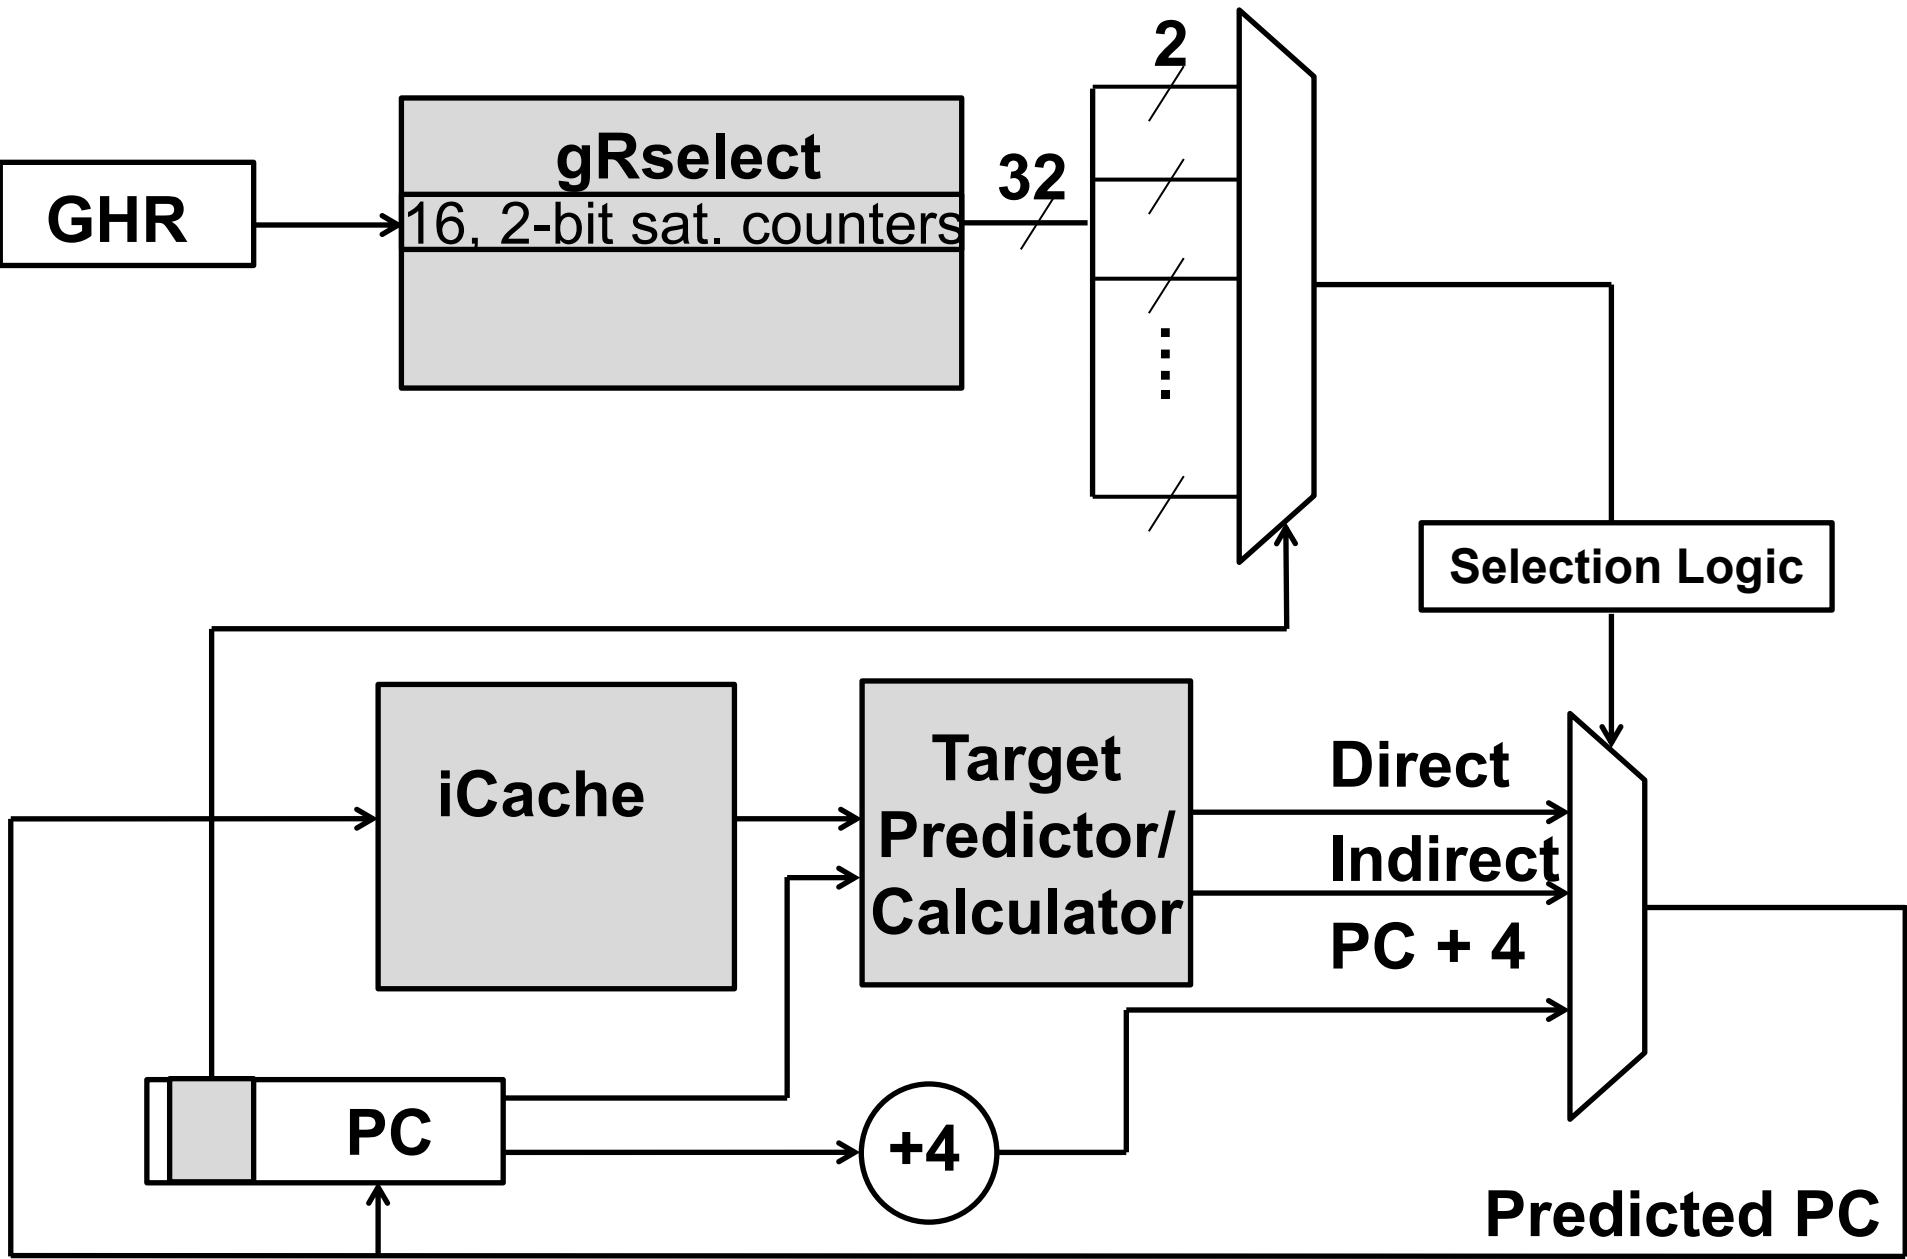 2
gRselect
32
GHR
16, 2-bit sat. counters
Selection Logic
iCache
Target
Predictor/
Calculator
Direct
Indirect
PC + 4
PC
+4
Predicted PC